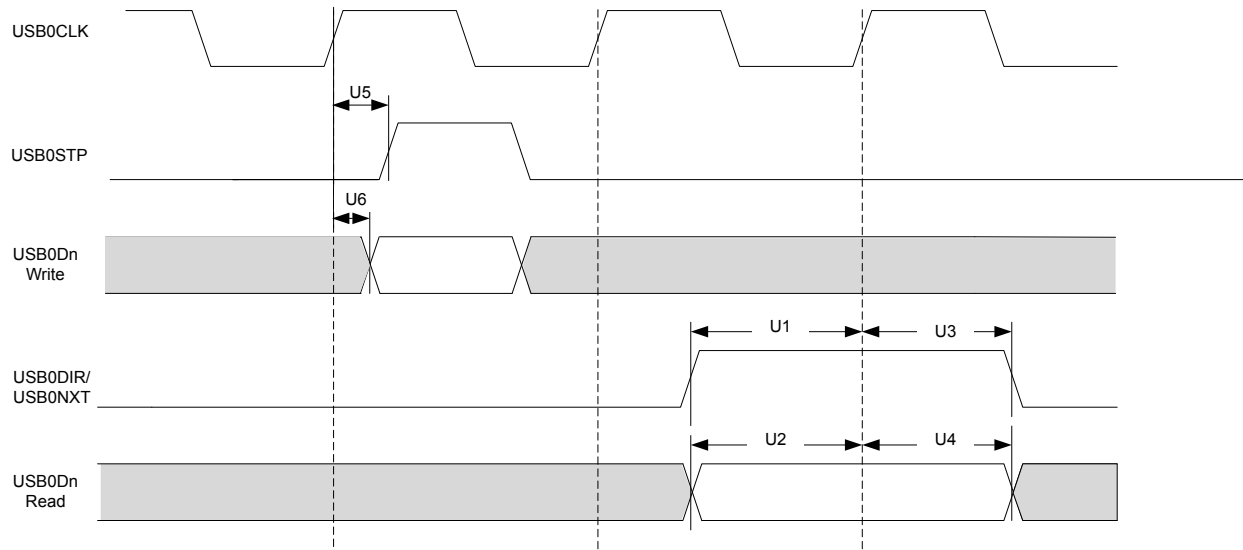 USB0CLK
U5
USB0STP
U6
USB0Dn
Write
U1
U3
USB0DIR/
USB0NXT
U2
U4
USB0Dn
Read